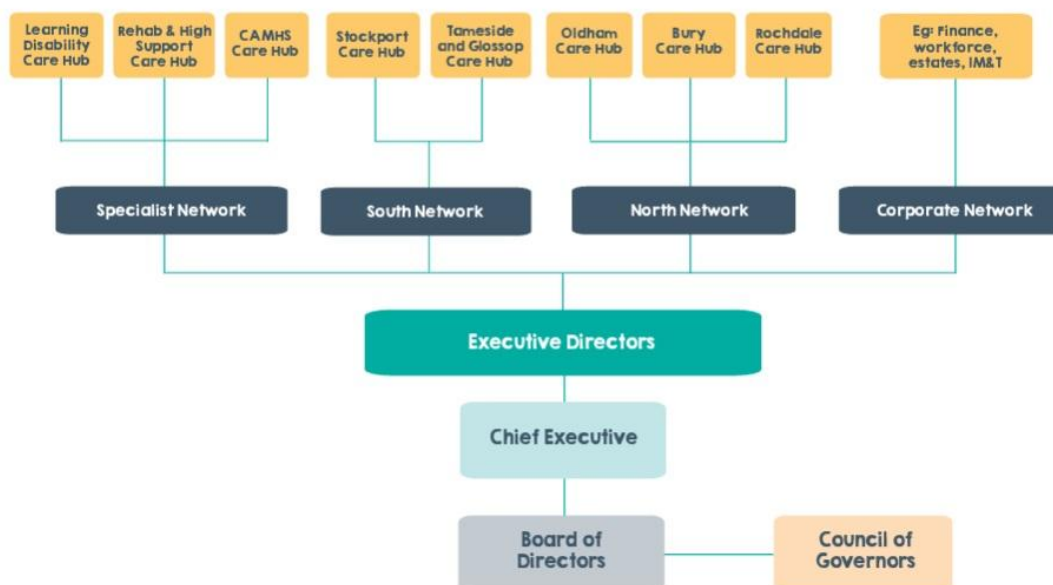 Learning
Disability
Care Hub
Rehab & High
Support
Care Hub
CAMHS
Care Hub
Stockport
Care Hub
Tameside
and Glossop
Care Hub
Oldham
Care Hub
Bury
Care Hub
Rochdale
Care Hub
Eg: Finance,
workforce,
estates, IM&T
Specialist Network
South Network
North Network
Corporate Network
Executive Directors
Chief Executive
Board of
Directors
Council of
Governors